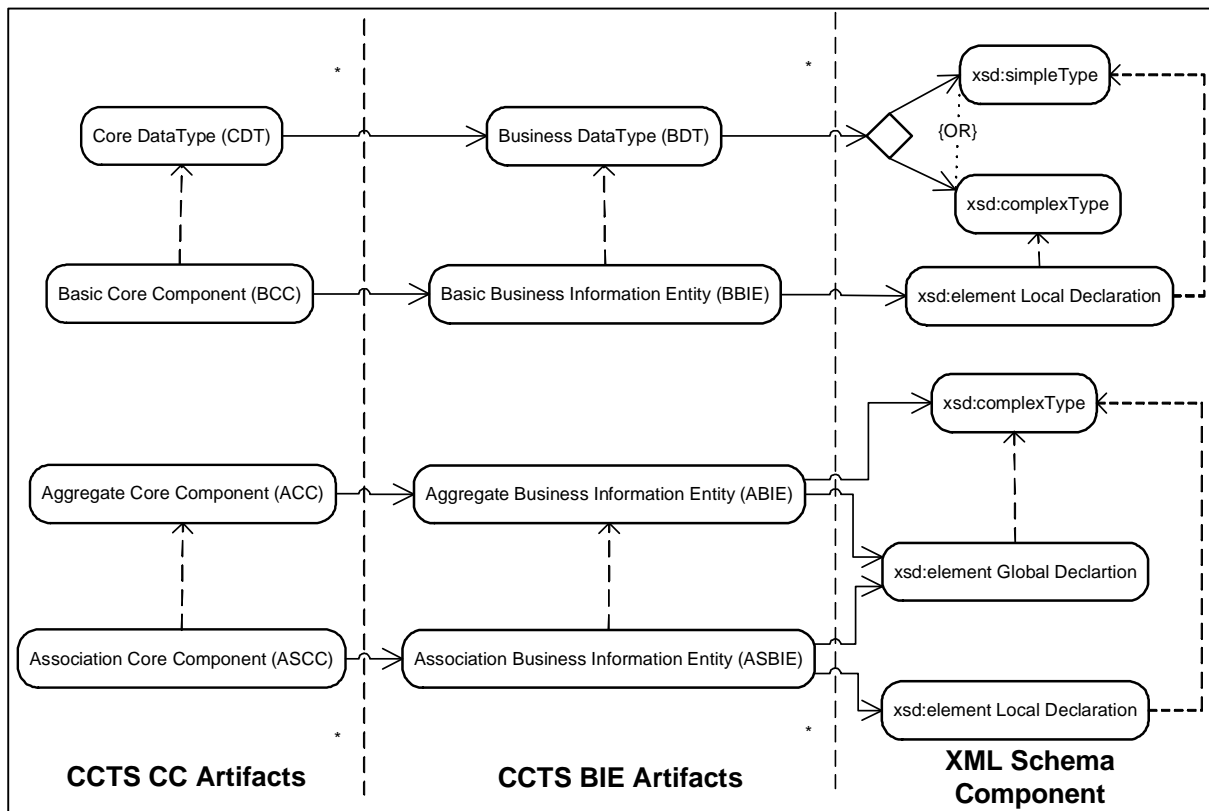 *
*
xsd:simpleType
Core DataType (CDT)
Business DataType (BDT)
{OR}
xsd:complexType
Basic Core Component (BCC)
Basic Business Information Entity (BBIE)
xsd:element Local Declaration
xsd:complexType
Aggregate Core Component (ACC)
Aggregate Business Information Entity (ABIE)
xsd:element Global Declartion
Association Core Component (ASCC)
Association Business Information Entity (ASBIE)
xsd:element Local Declaration
*
*
CCTS CC Artifacts
CCTS BIE Artifacts
XML Schema
Component